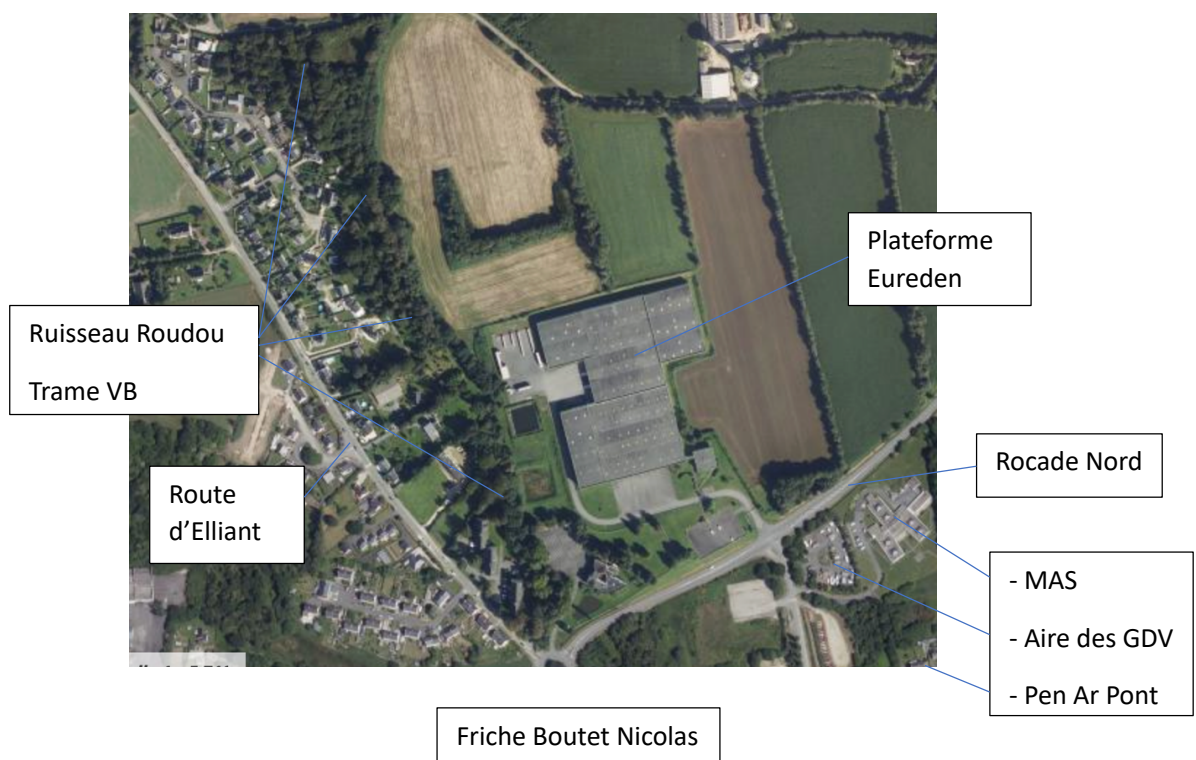 Plateforme
Eureden
Ruisseau Roudou
Trame VB
Rocade Nord
Route
d’Elliant
- MAS
- Aire des GDV
- Pen Ar Pont
Friche Boutet Nicolas